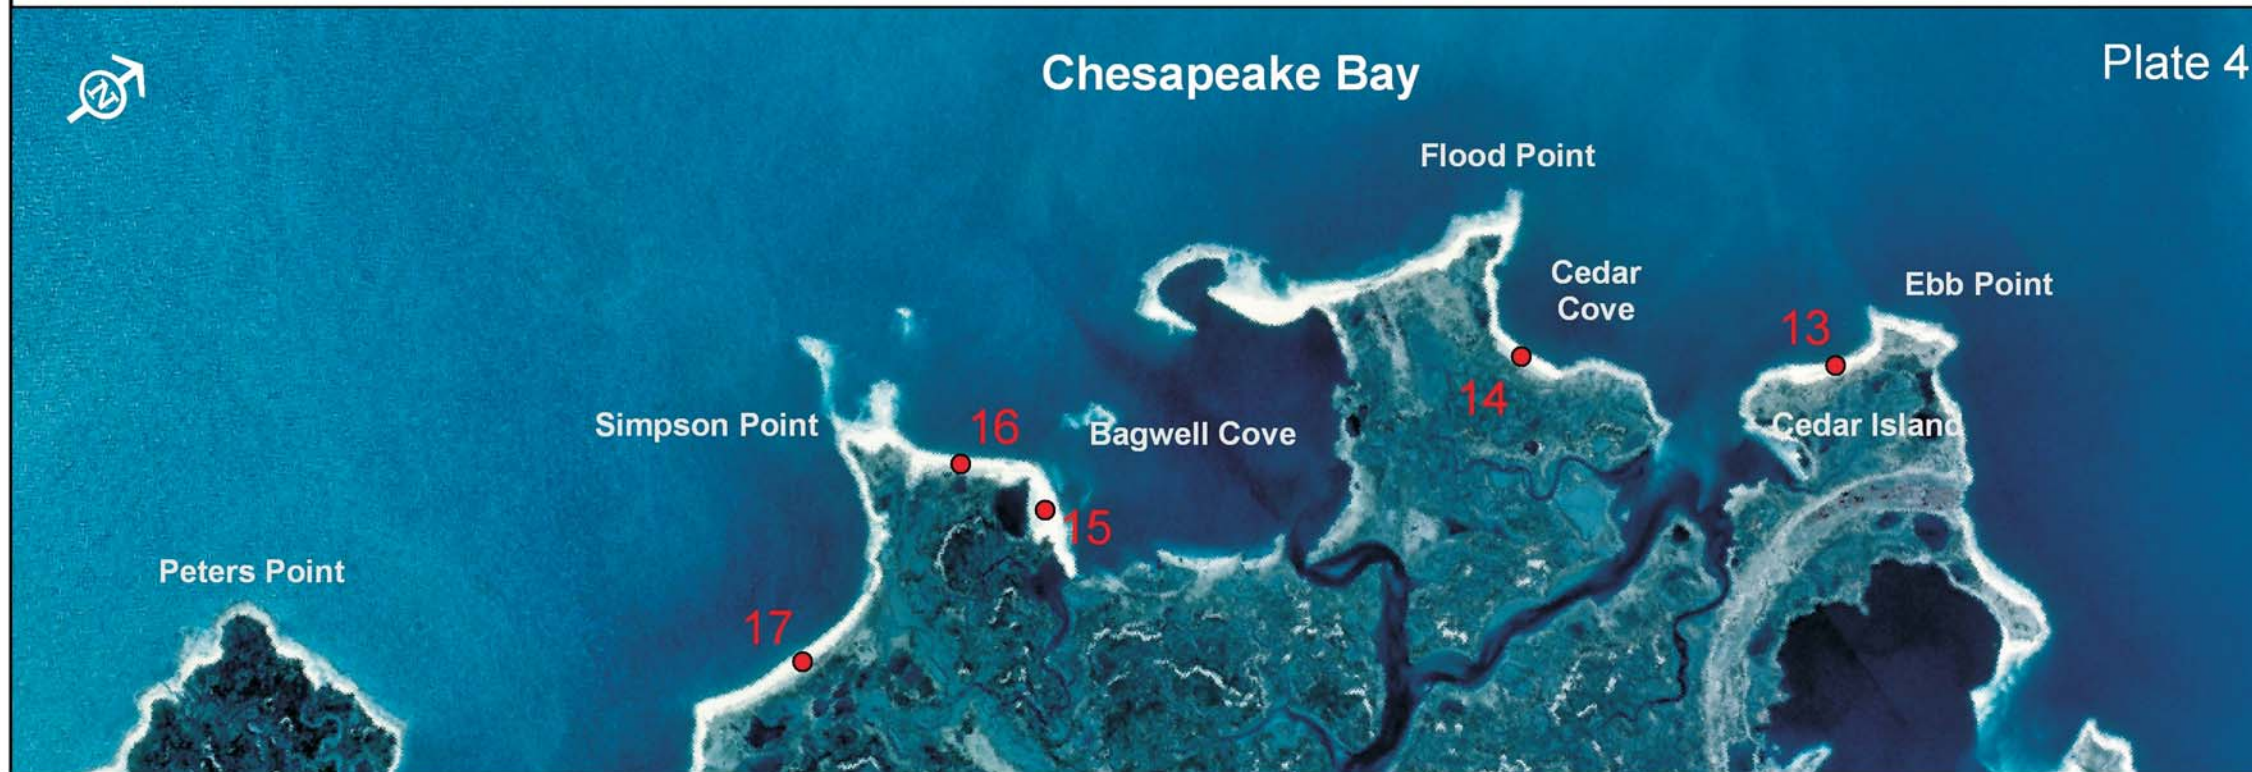 N
Chesapeake Bay
Plate 4
Flood Point
Cedar
Cove
Ebb Point
13
14
Simpson Point
16
Bagwell Cove
Cedar Island
15
Peters Point
17